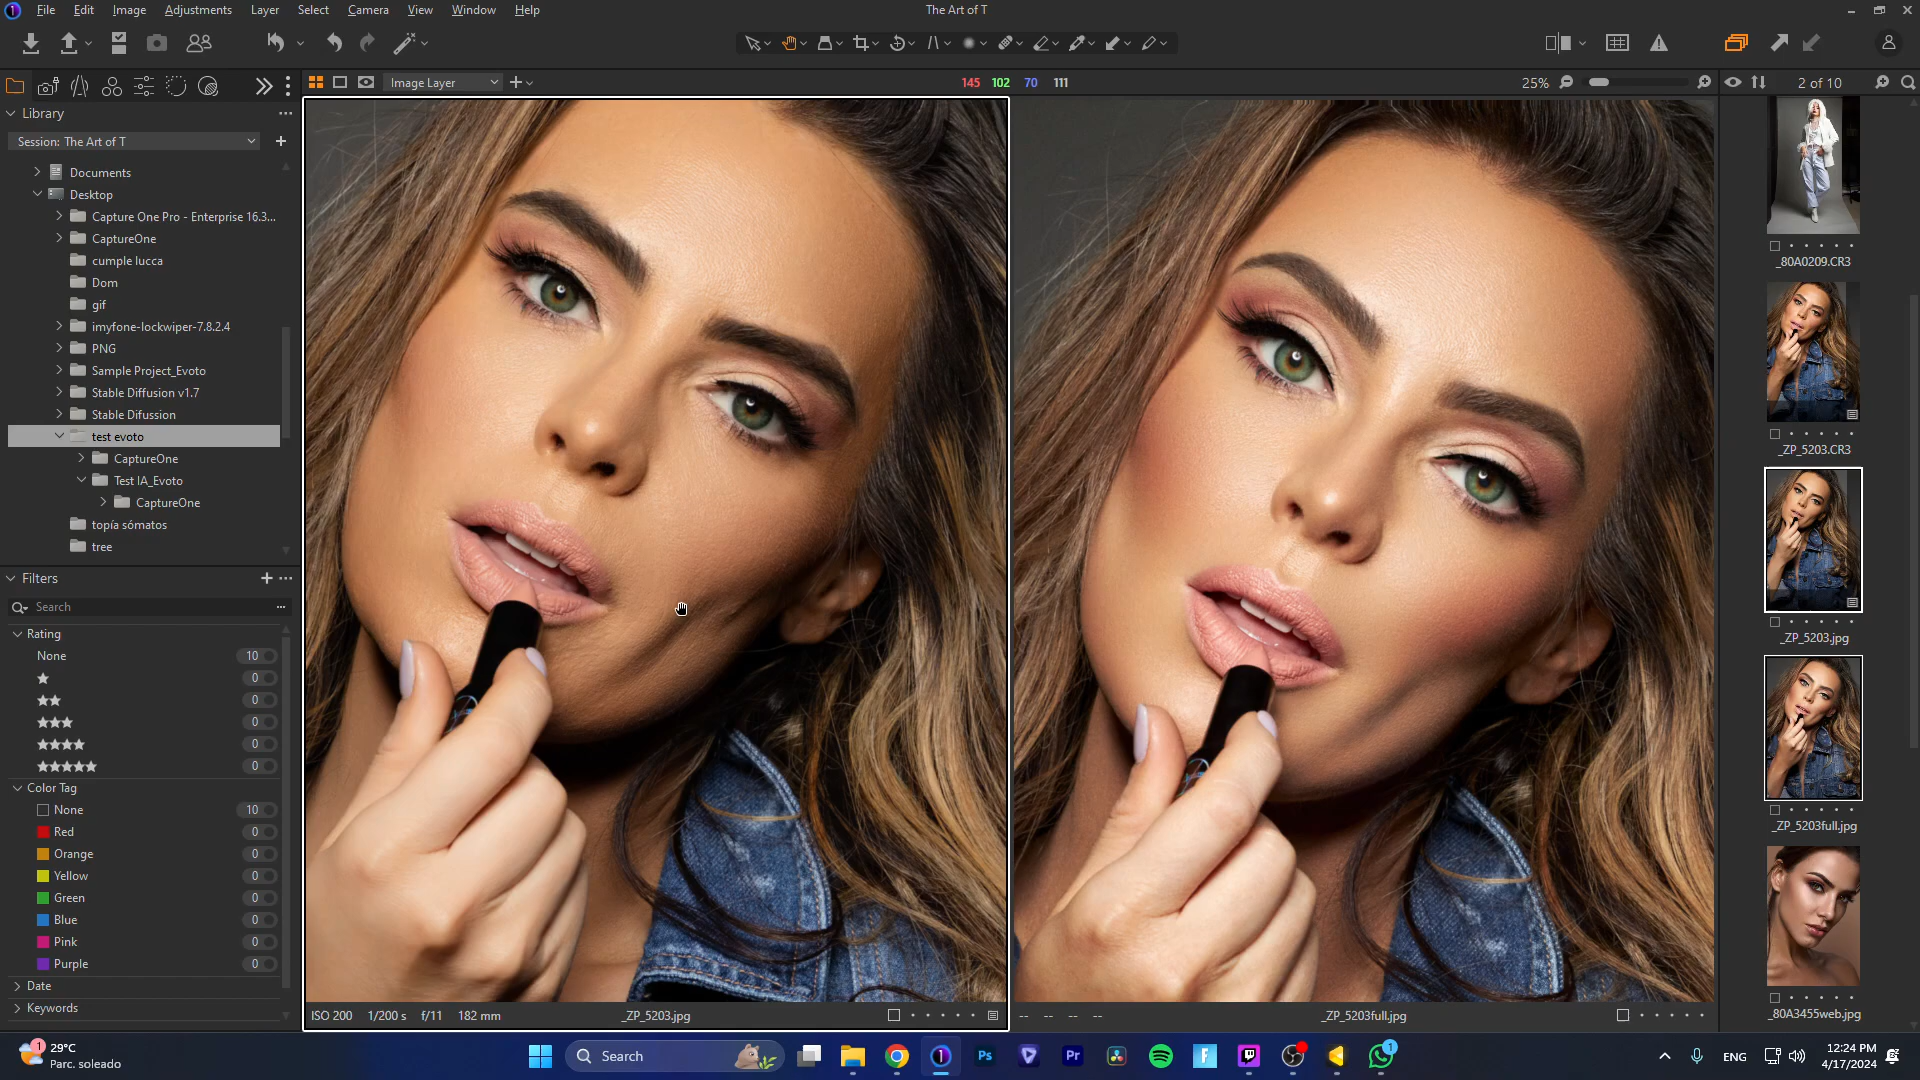 File Edit Image Adjustments Layer Select Camera View Window Help
The Art of T
Image Layer
145 102 70 111
25%
2 of 10
Library
Session: The Art of T
Documents
Desktop
Capture One Pro - Enterprise 16.3...
CaptureOne
cumple lucca
Dom
gif
imyfone-lockwiper-7.8.2.4
PNG
Sample Project_Evoto
Stable Diffusion v1.7
Stable Difussion
test evoto
CaptureOne
Test IA_Evoto
CaptureOne
topía sómatos
tree
Filters
Search
Rating
None 10
0
0
0
0
0
Color Tag
None 10
Red 0
Orange 0
Yellow 0
Green 0
Blue 0
Pink 0
Purple 0
Date
Keywords
ISO 200 1/200 s f/11 182 mm _ZP_5203.jpg
-- -- -- -- _ZP_5203full.jpg
_80A0209.CR3
_ZP_5203.CR3
_ZP_5203.jpg
_ZP_5203full.jpg
_80A3455web.jpg
1
29°C
Parc. soleado
Search
Ps
Pr
1
ENG
12:24 PM
4/17/2024